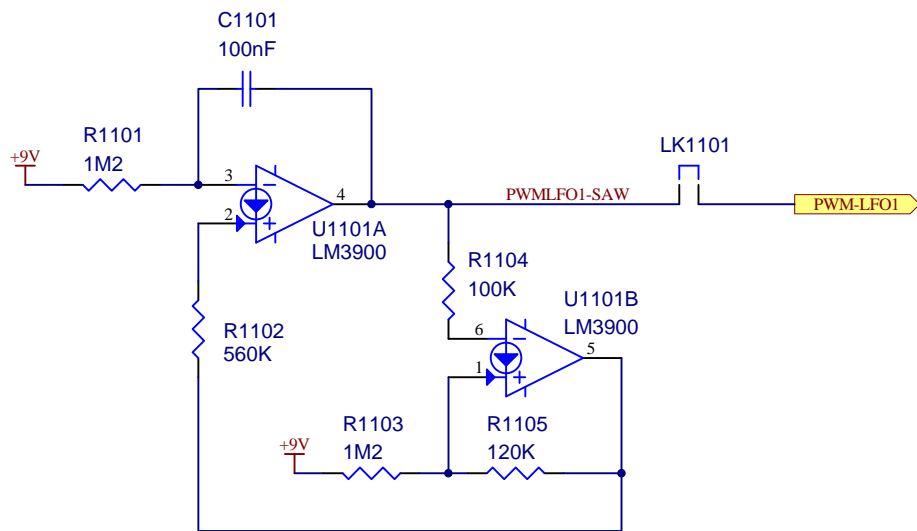 C1101
100nF
R1101
1M2
+9V
3
2
4
U1101A
LM3900
PWMLFO1-SAW
LK1101
PWM-LFO1
R1104
100K
U1101B
LM3900
6
1
5
R1102
560K
R1103
1M2
+9V
R1105
120K